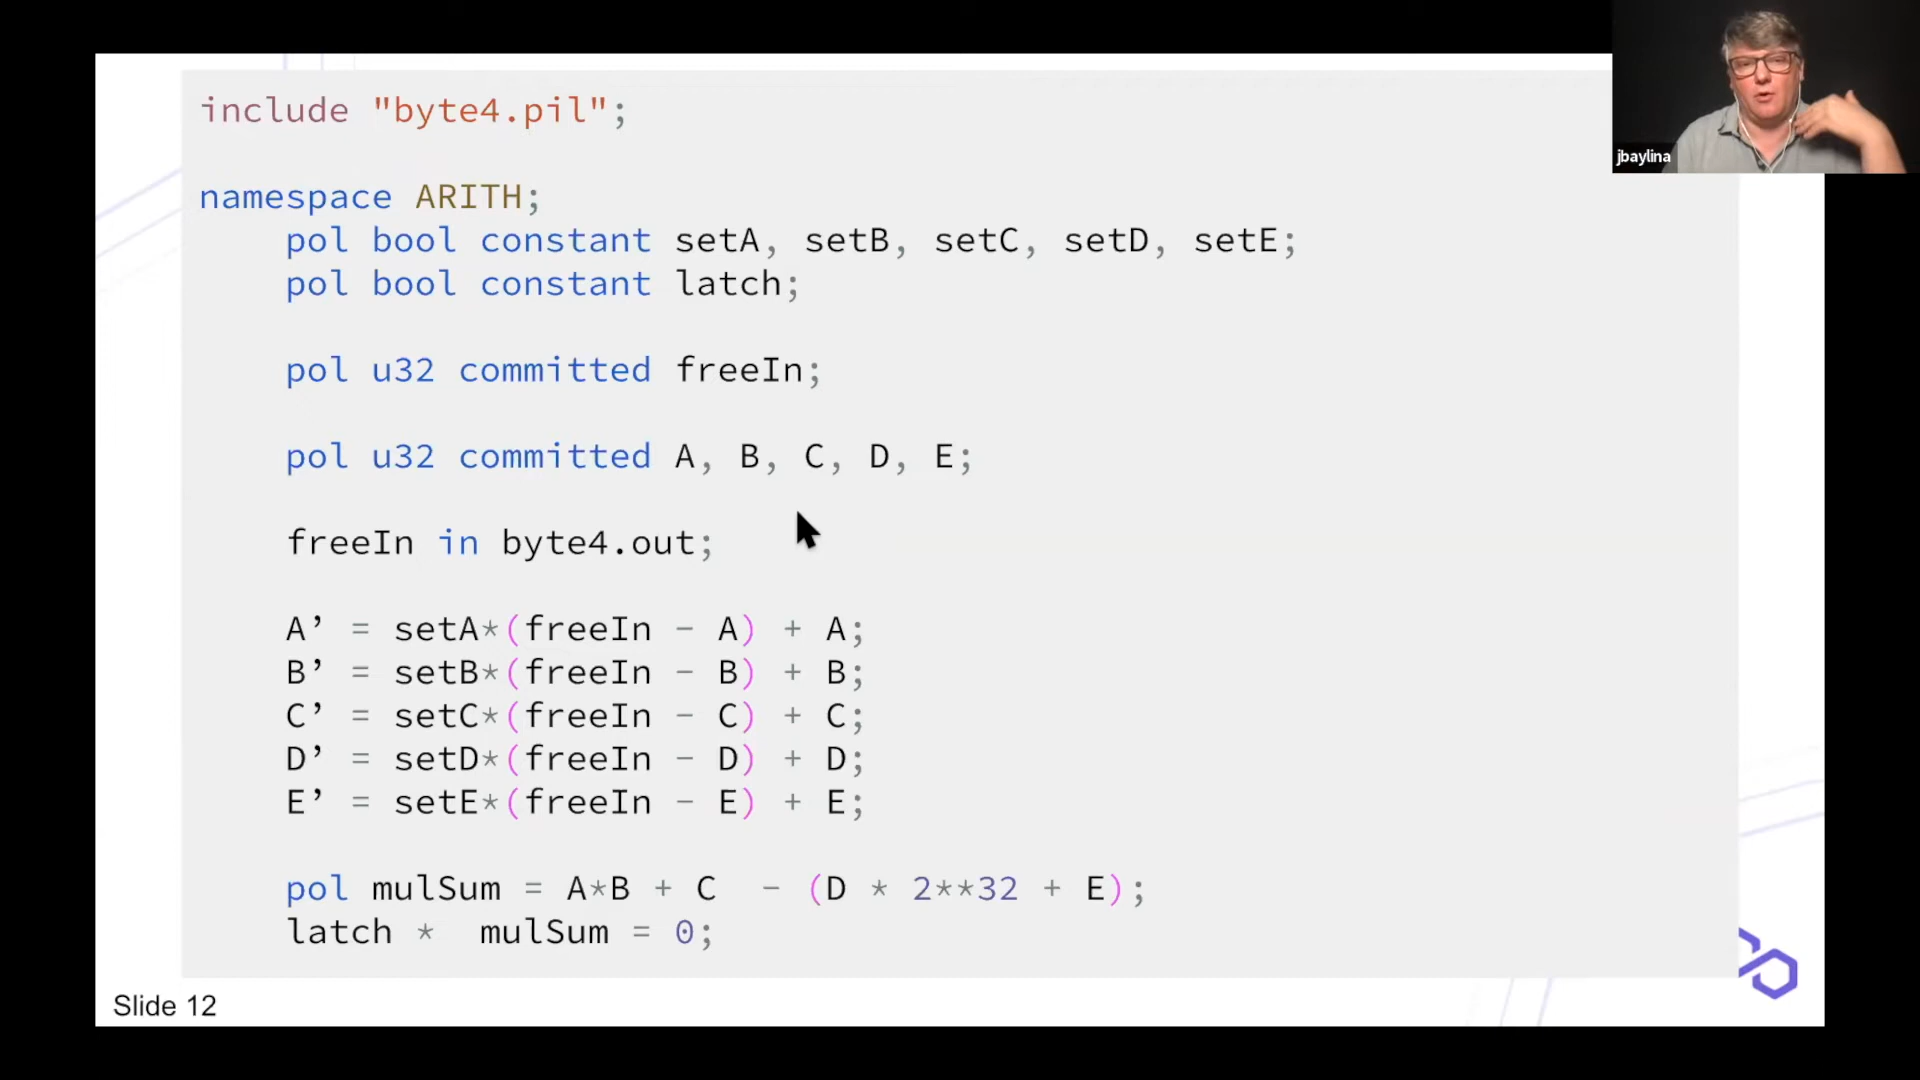 include "byte4.pil";
namespace ARITH;
pol bool constant setA, setB, setC, setD, setE;
pol bool constant latch;
pol u32 committed freeIn;
pol u32 committed A, B, C, D, E;
freeIn in byte4.out;
A’ = setA*(freeIn - A) + A;
B’ = setB*(freeIn - B) + B;
C’ = setC*(freeIn - C) + C;
D’ = setD*(freeIn - D) + D;
E’ = setE*(freeIn - E) + E;
pol mulSum = A*B + C  - (D * 2**32 + E);
latch *  mulSum = 0;
Slide 12
jbaylina